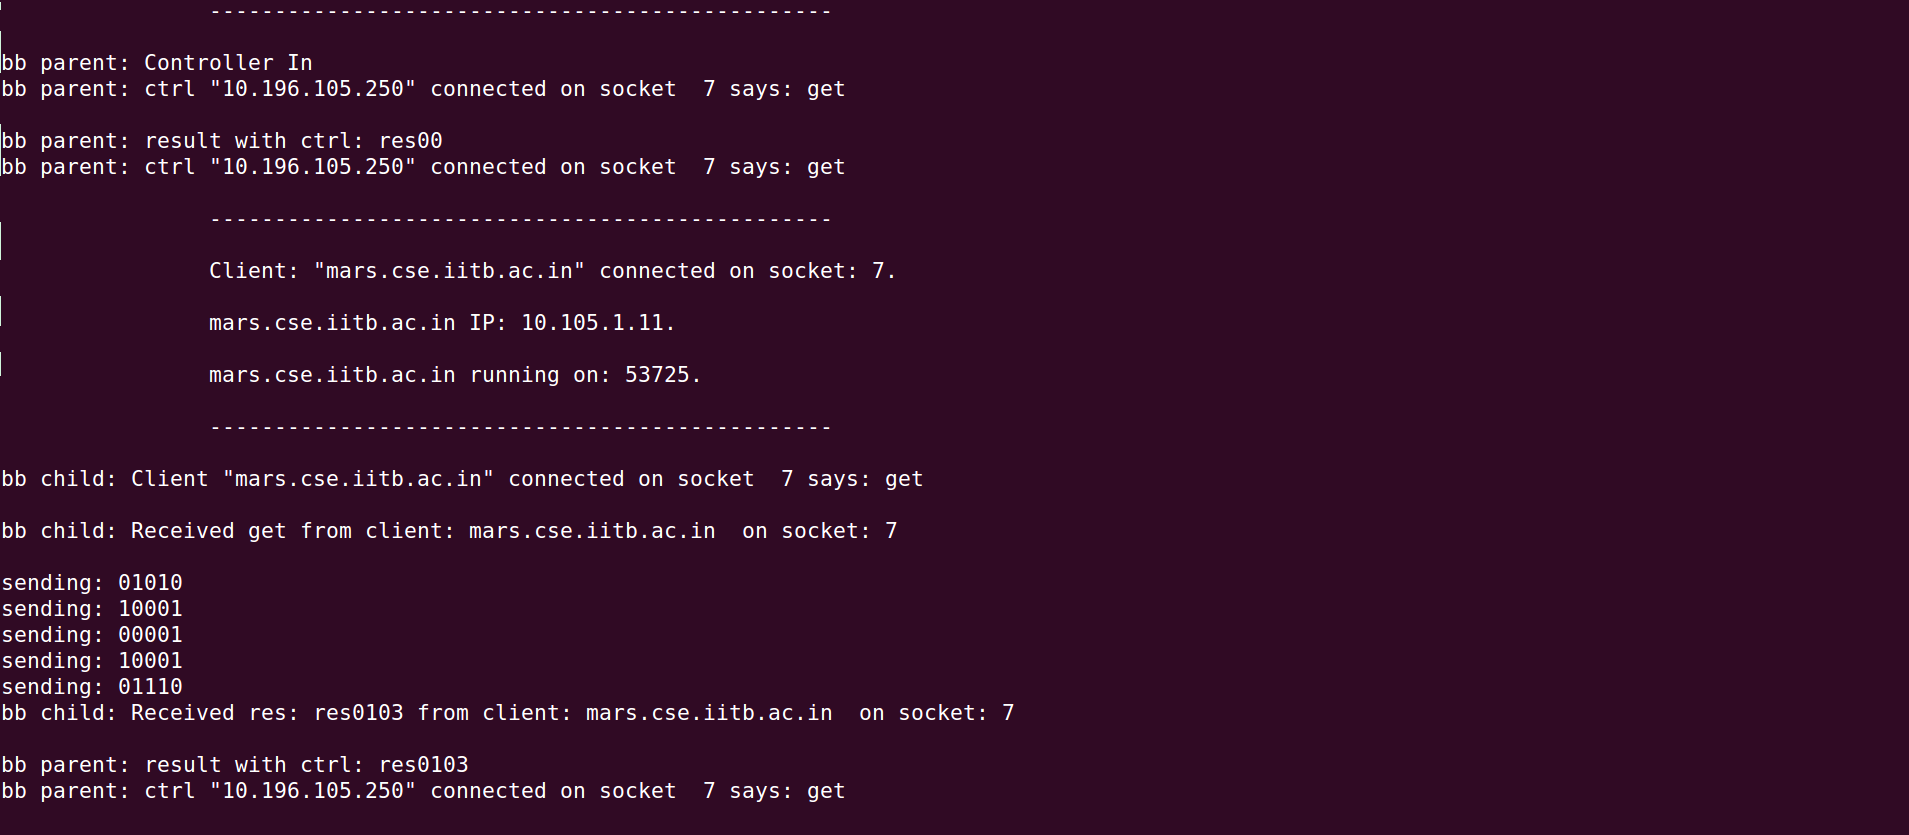 ------------------------------------------------
bb parent: Controller In
bb parent: ctrl "10.196.105.250" connected on socket  7 says: get
bb parent: result with ctrl: res00
bb parent: ctrl "10.196.105.250" connected on socket  7 says: get
------------------------------------------------
Client: "mars.cse.iitb.ac.in" connected on socket: 7.
mars.cse.iitb.ac.in IP: 10.105.1.11.
mars.cse.iitb.ac.in running on: 53725.
------------------------------------------------
bb child: Client "mars.cse.iitb.ac.in" connected on socket  7 says: get
bb child: Received get from client: mars.cse.iitb.ac.in  on socket: 7
sending: 01010
sending: 10001
sending: 00001
sending: 10001
sending: 01110
bb child: Received res: res0103 from client: mars.cse.iitb.ac.in  on socket: 7
bb parent: result with ctrl: res0103
bb parent: ctrl "10.196.105.250" connected on socket  7 says: get